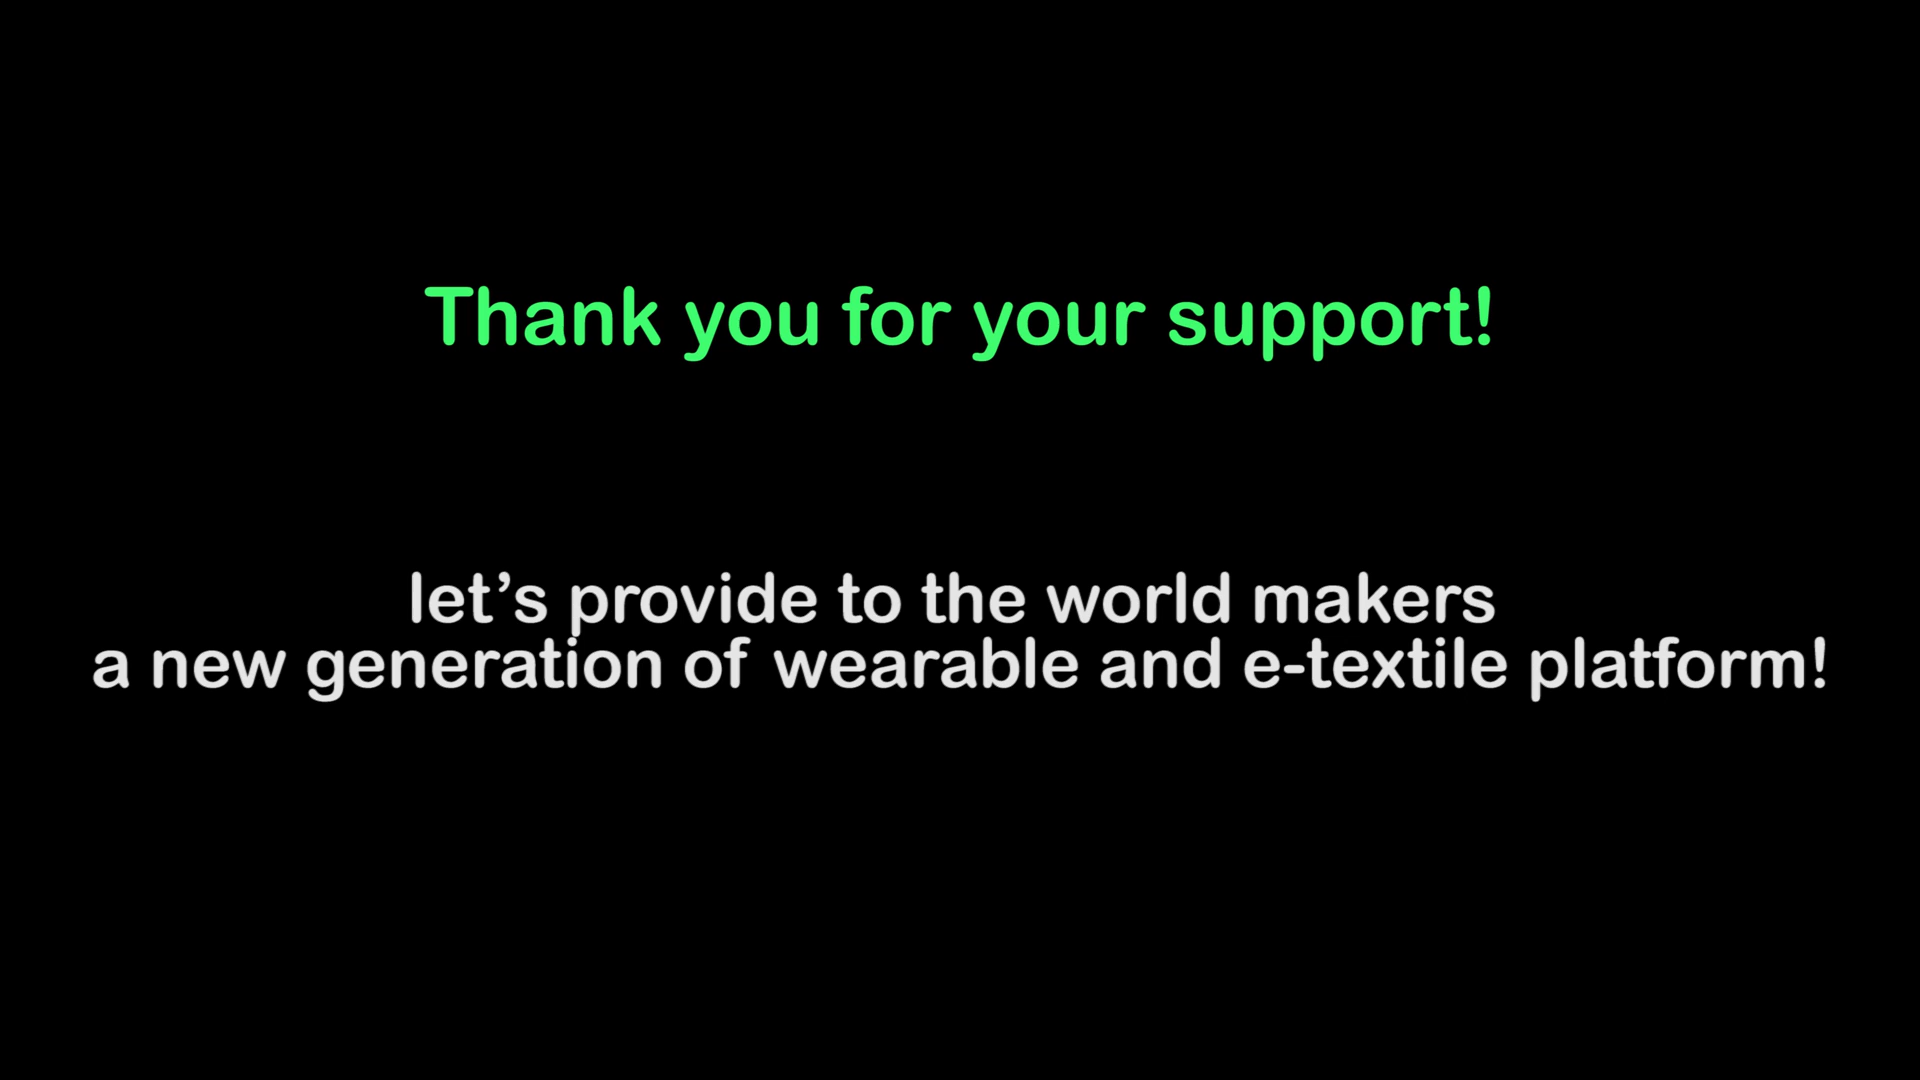 Thank you for your support!
let’s provide to the world makers
a new generation of wearable and e-textile platform!